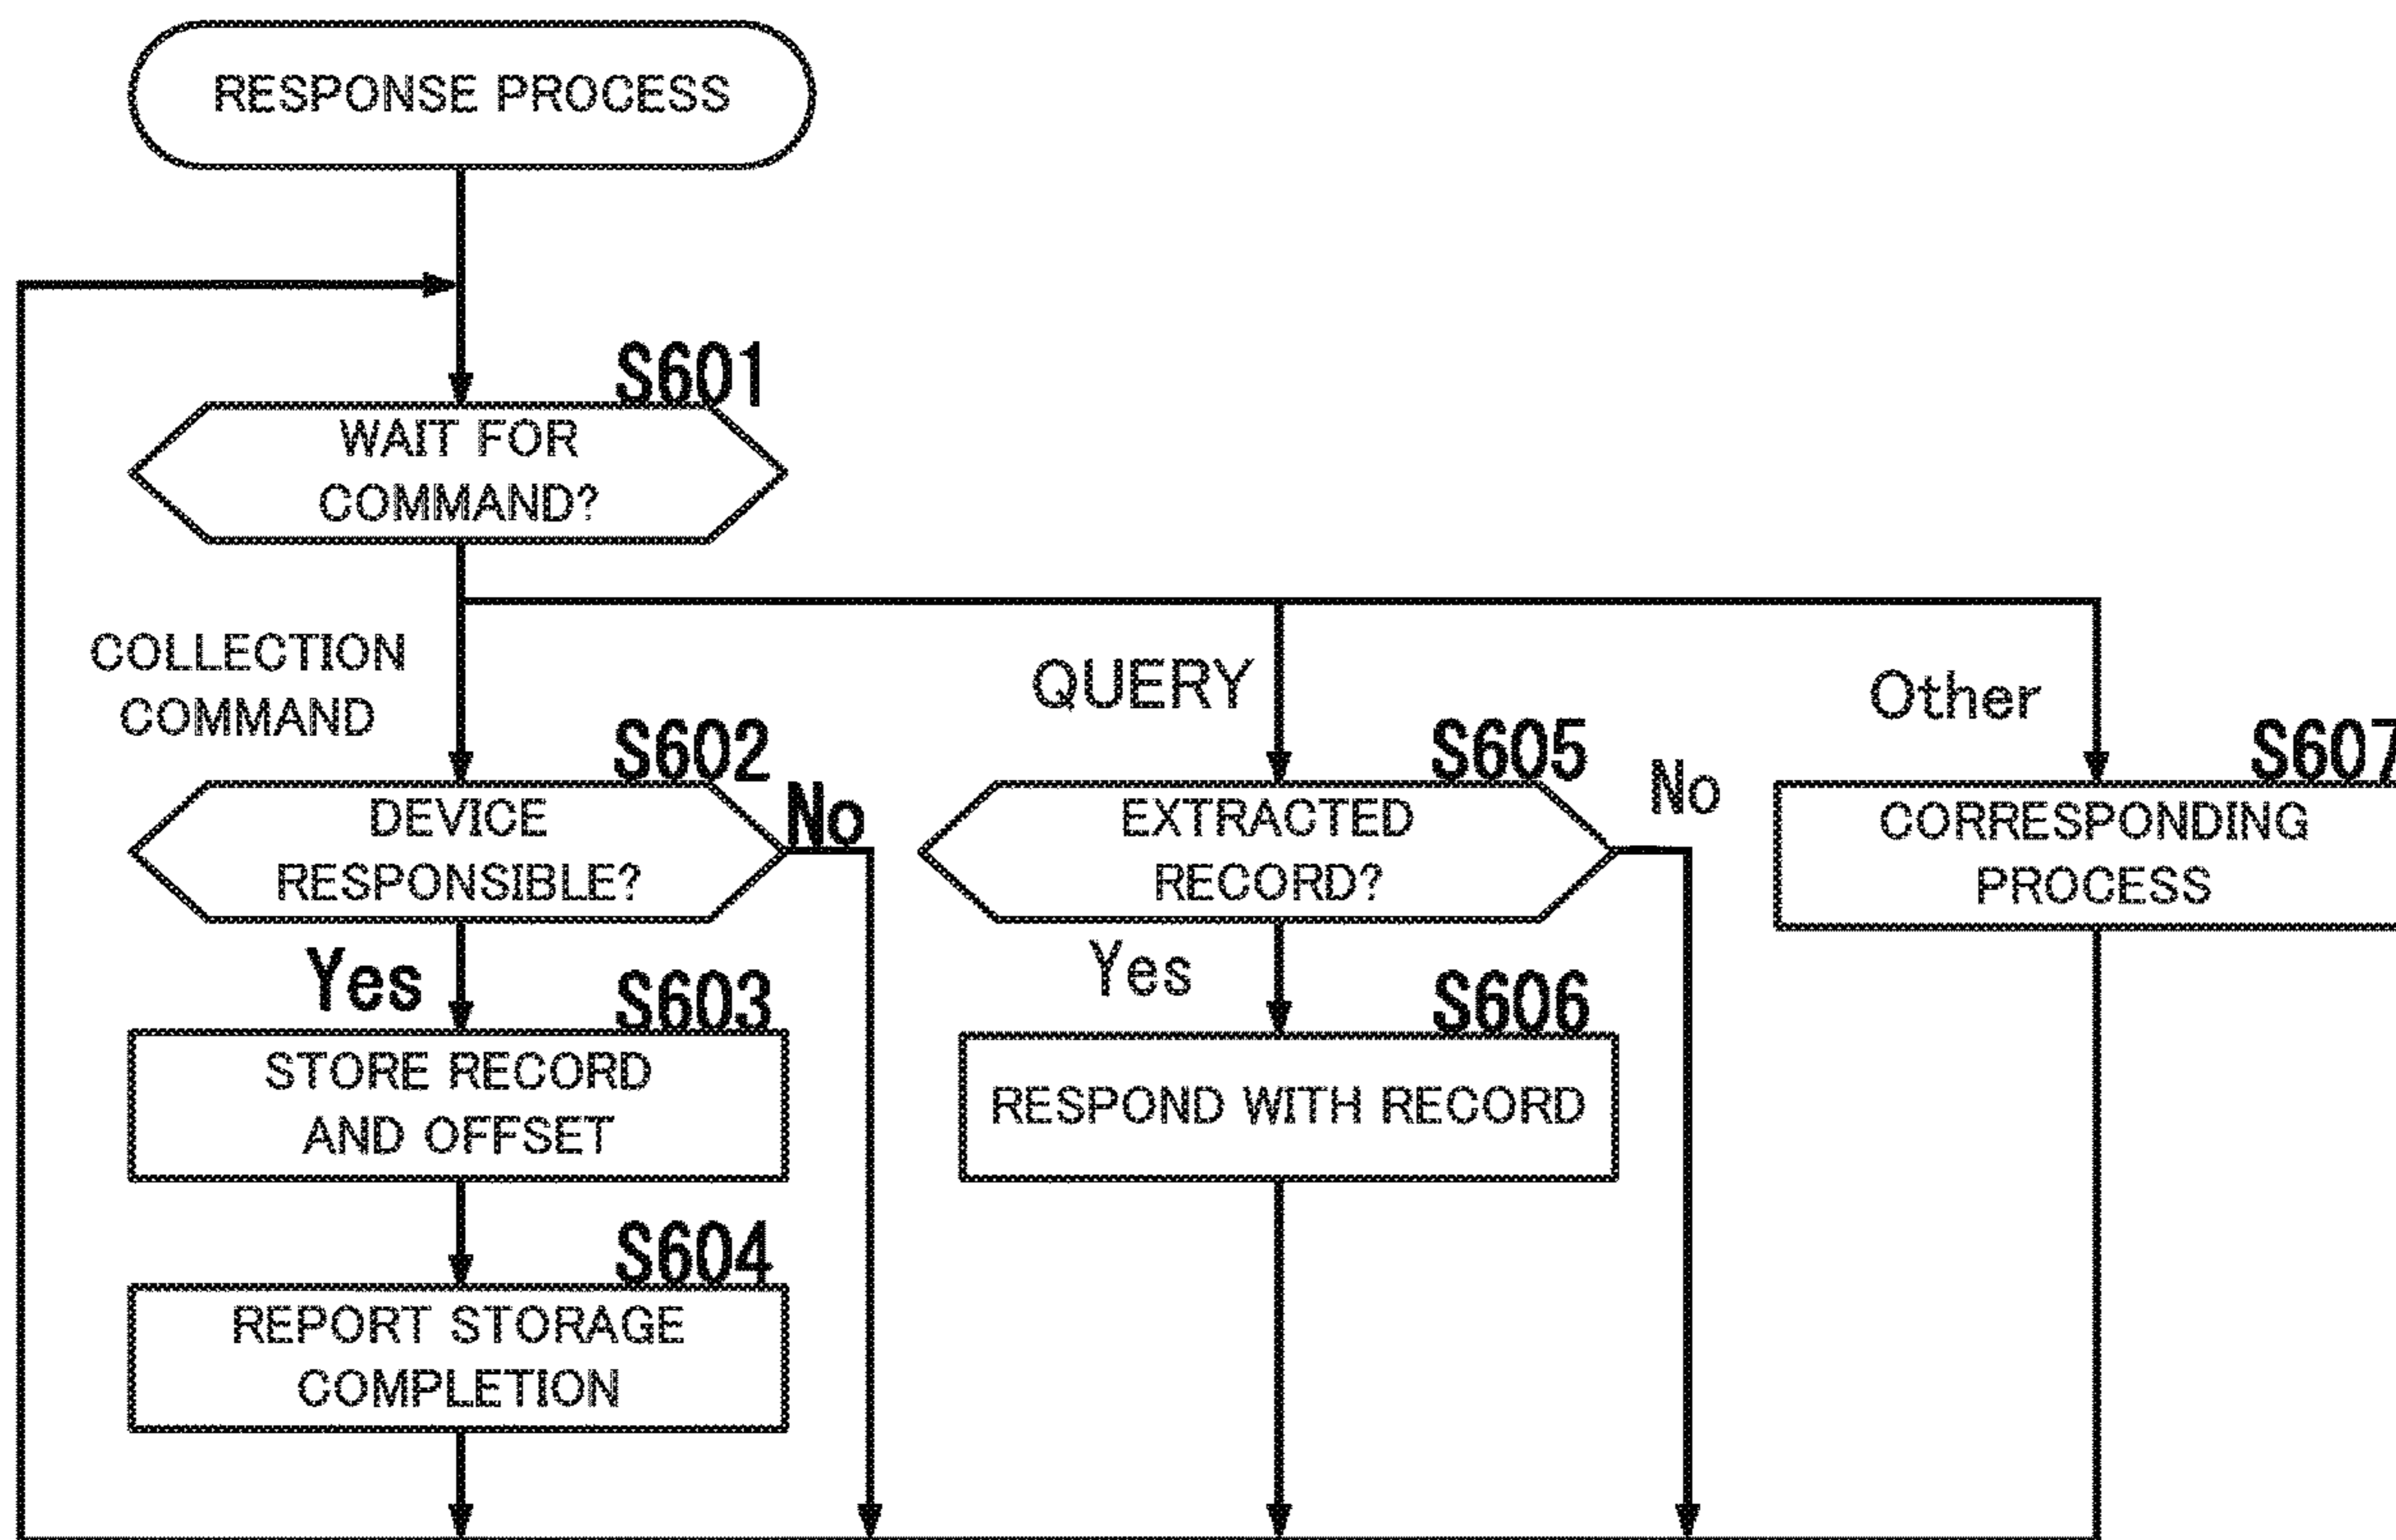 RESPONSE PROCESS
S601
WAIT FOR
COMMAND?
COLLECTION
COMMAND
QUERY
Other
S602
S605
S607
No
No
DEVICE
RESPONSIBLE?
EXTRACTED
RECORD?
CORRESPONDING
PROCESS
Yes
Yes
S603
S606
STORE RECORD
AND OFFSET
RESPOND WITH RECORD
S604
REPORT STORAGE
COMPLETION